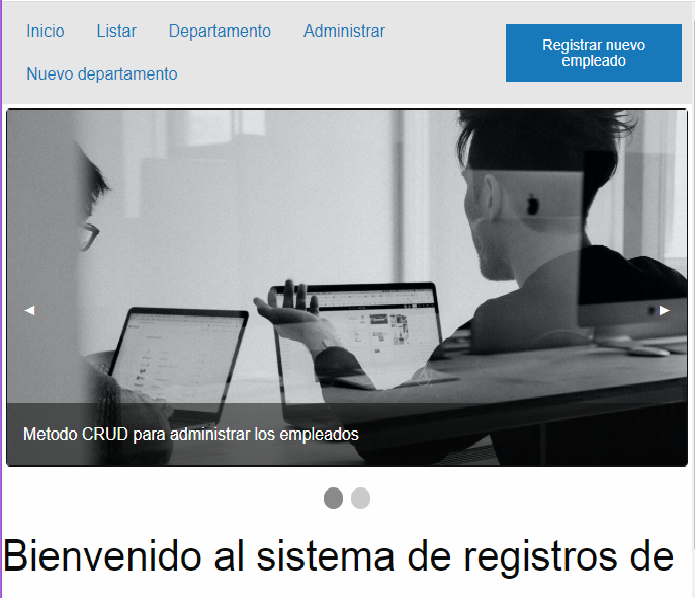 Inicio Listar Departamento Administrar
Registrar nuevo
empleado
Nuevo departamento
Metodo CRUD para administrar los empleados
Bienvenido al sistema de registros de